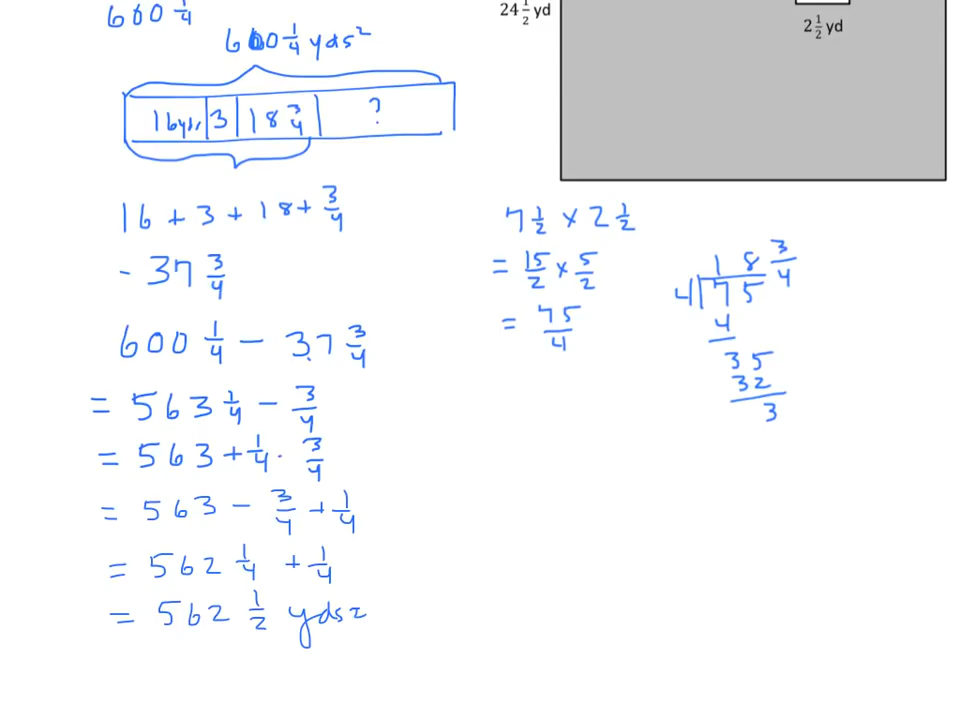 600 1/4
24 1/2 yd
2 1/2 yd
600 1/4 yds²
16 yds 3 18 3/4 ?
16 + 3 + 18 + 3/4
- 37 3/4
600 1/4 - 37 3/4
= 563 1/4 - 3/4
= 563 + 1/4 - 3/4
= 563 - 3/4 + 1/4
= 562 1/4 + 1/4
= 562 1/2 yds2
7 1/2 × 2 1/2
= 15/2 × 5/2
= 75/4
18 3/4
4 75
4
35
32
3